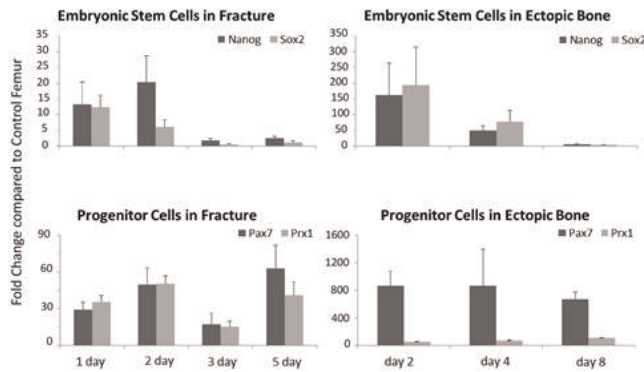 Embryonic Stem Cells in Fracture
Nanog Sox2
35
30
25
20
15
10
5
0
Embryonic Stem Cells in Ectopic Bone
Nanog Sox2
350
300
250
200
150
100
50
0
Fold Change compared to Control Femur
Progenitor Cells in Fracture
Pax7 Prx1
90
60
30
0
1 day 2 day 3 day 5 day
Progenitor Cells in Ectopic Bone
Pax7 Prx1
1600
1200
800
400
0
day 2 day 4 day 8